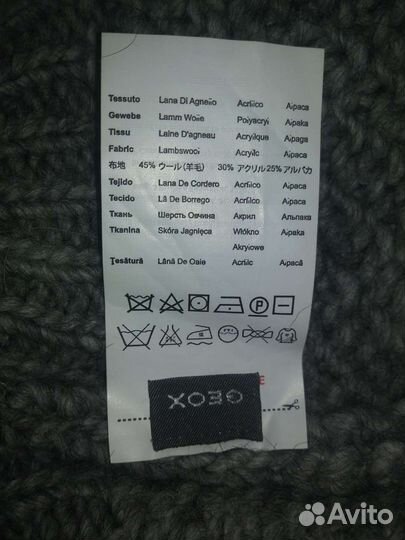 Tessuto Lana Di Agnello Acrilico Alpaca
Gewebe Lamm Wolle Polyacryl Alpaka
Tissu Laine D'agneau Acrylique Alpaga
Fabric Lambswool Acrylic Alpaca
布地 45% ウール(羊毛) 30% アクリル 25% アルパカ
Tejido Lana De Cordero Acrílico Alpaca
Tecido Lã De Borrego Acrílico Alpaca
Ткань Шерсть Овчина Акрил Альпака
Tkanina Skóra Jagnięca Włókno Alpaka
Akrylowe
Ţesătură Lână De Oaie Acrilic Alpacă
E
GEOX
Avito